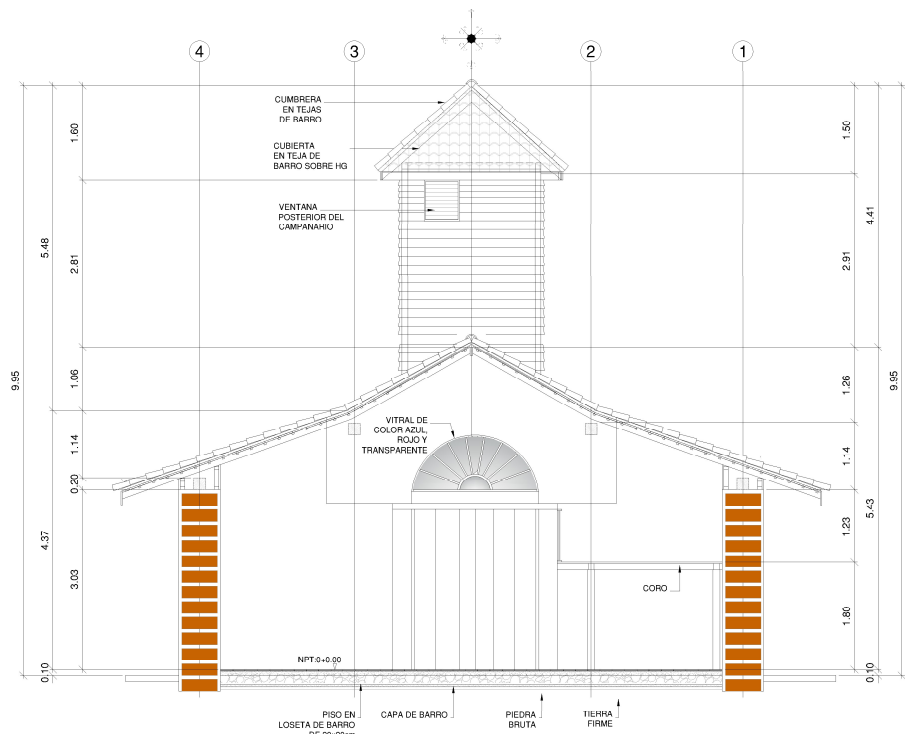 4
3
2
1
CUMBRERA
EN TEJAS
DE BARRO
CUBIERTA
EN TEJA DE
BARRO SOBRE HG
VENTANA
POSTERIOR DEL
CAMPANARIO
VITRAL DE
COLOR AZUL,
ROJO Y
TRANSPARENTE
CORO
NPT:0+0.00
PISO EN
LOSETA DE BARRO
CAPA DE BARRO
PIEDRA
BRUTA
TIERRA
FIRME
9.95
5.48
4.37
0.10
1.60
2.81
1.06
1.14
0.20
3.03
1.50
2.91
1.26
1.14
1.23
1.80
4.41
5.43
0.10
9.95